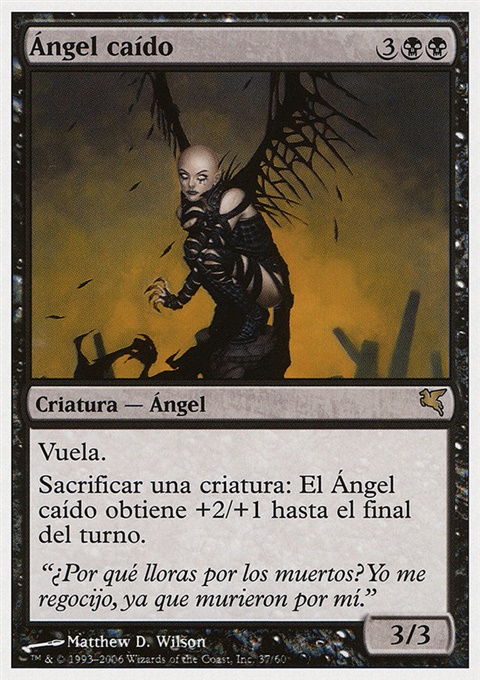 Ángel caído 3
Criatura — Ángel
Vuela.
Sacrificar una criatura: El Ángel
caído obtiene +2/+1 hasta el final
del turno.
“¿Por qué lloras por los muertos? Yo me
regocijo, ya que murieron por mí.”
Matthew D. Wilson
3/3
™ & © 1993–2006 Wizards of the Coast, Inc. 37/60